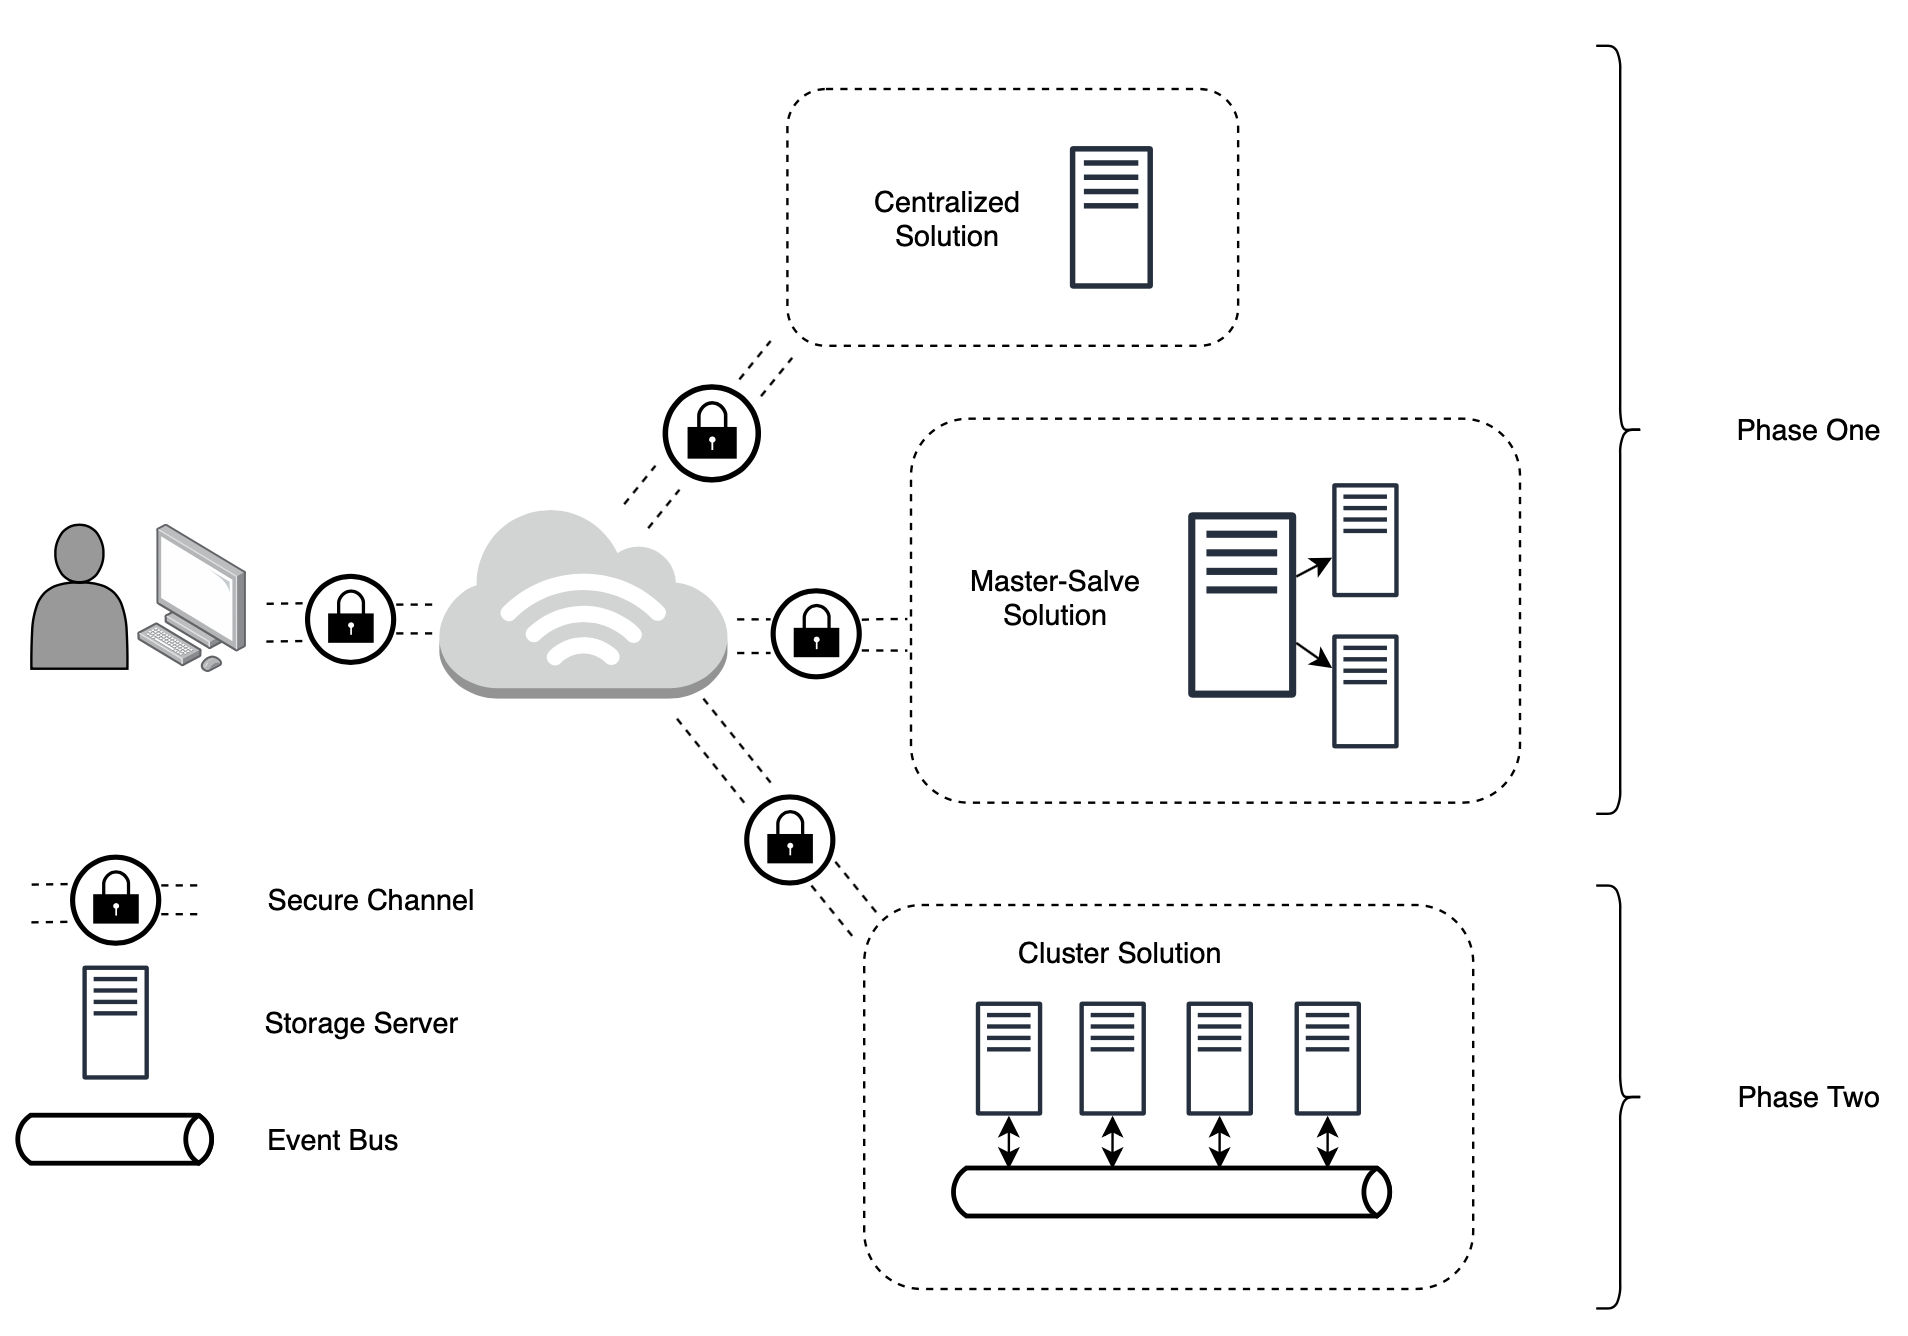 Centralized
Solution
Phase One
Master-Salve
Solution
Secure Channel
Cluster Solution
Storage Server
Phase Two
Event Bus